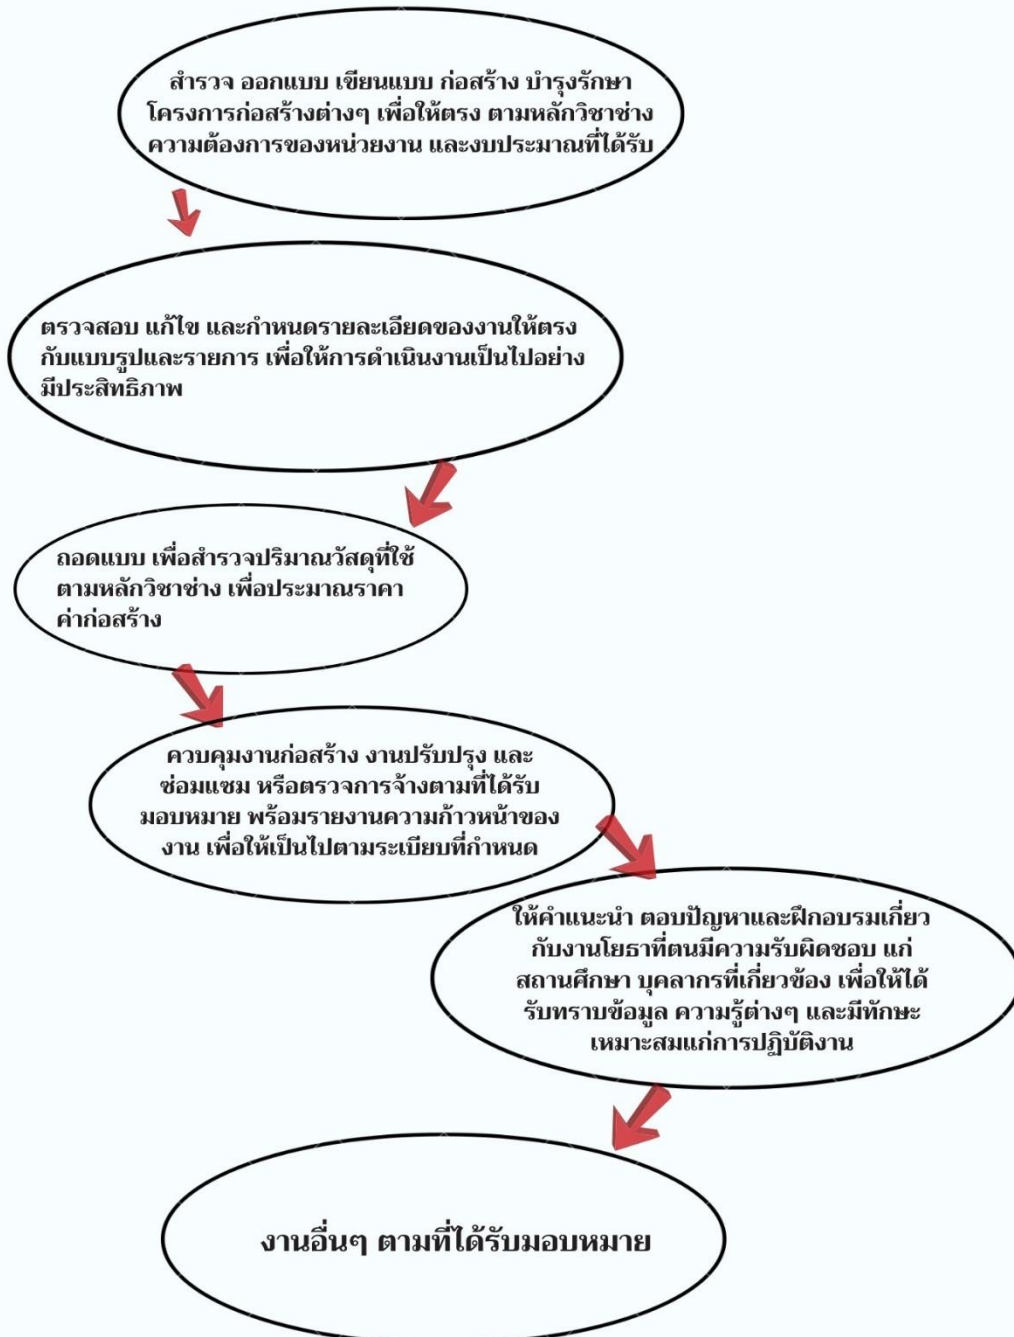 สำรวจ ออกแบบ เขียนแบบ ก่อสร้าง บำรุงรักษา
โครงการก่อสร้างต่างๆ เพื่อให้ตรง ตามหลักวิชาช่าง
ความต้องการของหน่วยงาน และงบประมาณที่ได้รับ
ตรวจสอบ แก้ไข และกำหนดรายละเอียดของงานให้ตรง
กับแบบรูปและรายการ เพื่อให้การดำเนินงานเป็นไปอย่าง
มีประสิทธิภาพ
ถอดแบบ เพื่อสำรวจปริมาณวัสดุที่ใช้
ตามหลักวิชาช่าง เพื่อประมาณราคา
ค่าก่อสร้าง
ควบคุมงานก่อสร้าง งานปรับปรุง และ
ซ่อมแซม หรือตรวจการจ้างตามที่ได้รับ
มอบหมาย พร้อมรายงานความก้าวหน้าของ
งาน เพื่อให้เป็นไปตามระเบียบที่กำหนด
ให้คำแนะนำ ตอบปัญหาและฝึกอบรมเกี่ยว
กับงานโยธาที่ตนมีความรับผิดชอบ แก่
สถานศึกษา บุคลากรที่เกี่ยวข้อง เพื่อให้ได้
รับทราบข้อมูล ความรู้ต่างๆ และมีทักษะ
เหมาะสมแก่การปฏิบัติงาน
งานอื่นๆ ตามที่ได้รับมอบหมาย